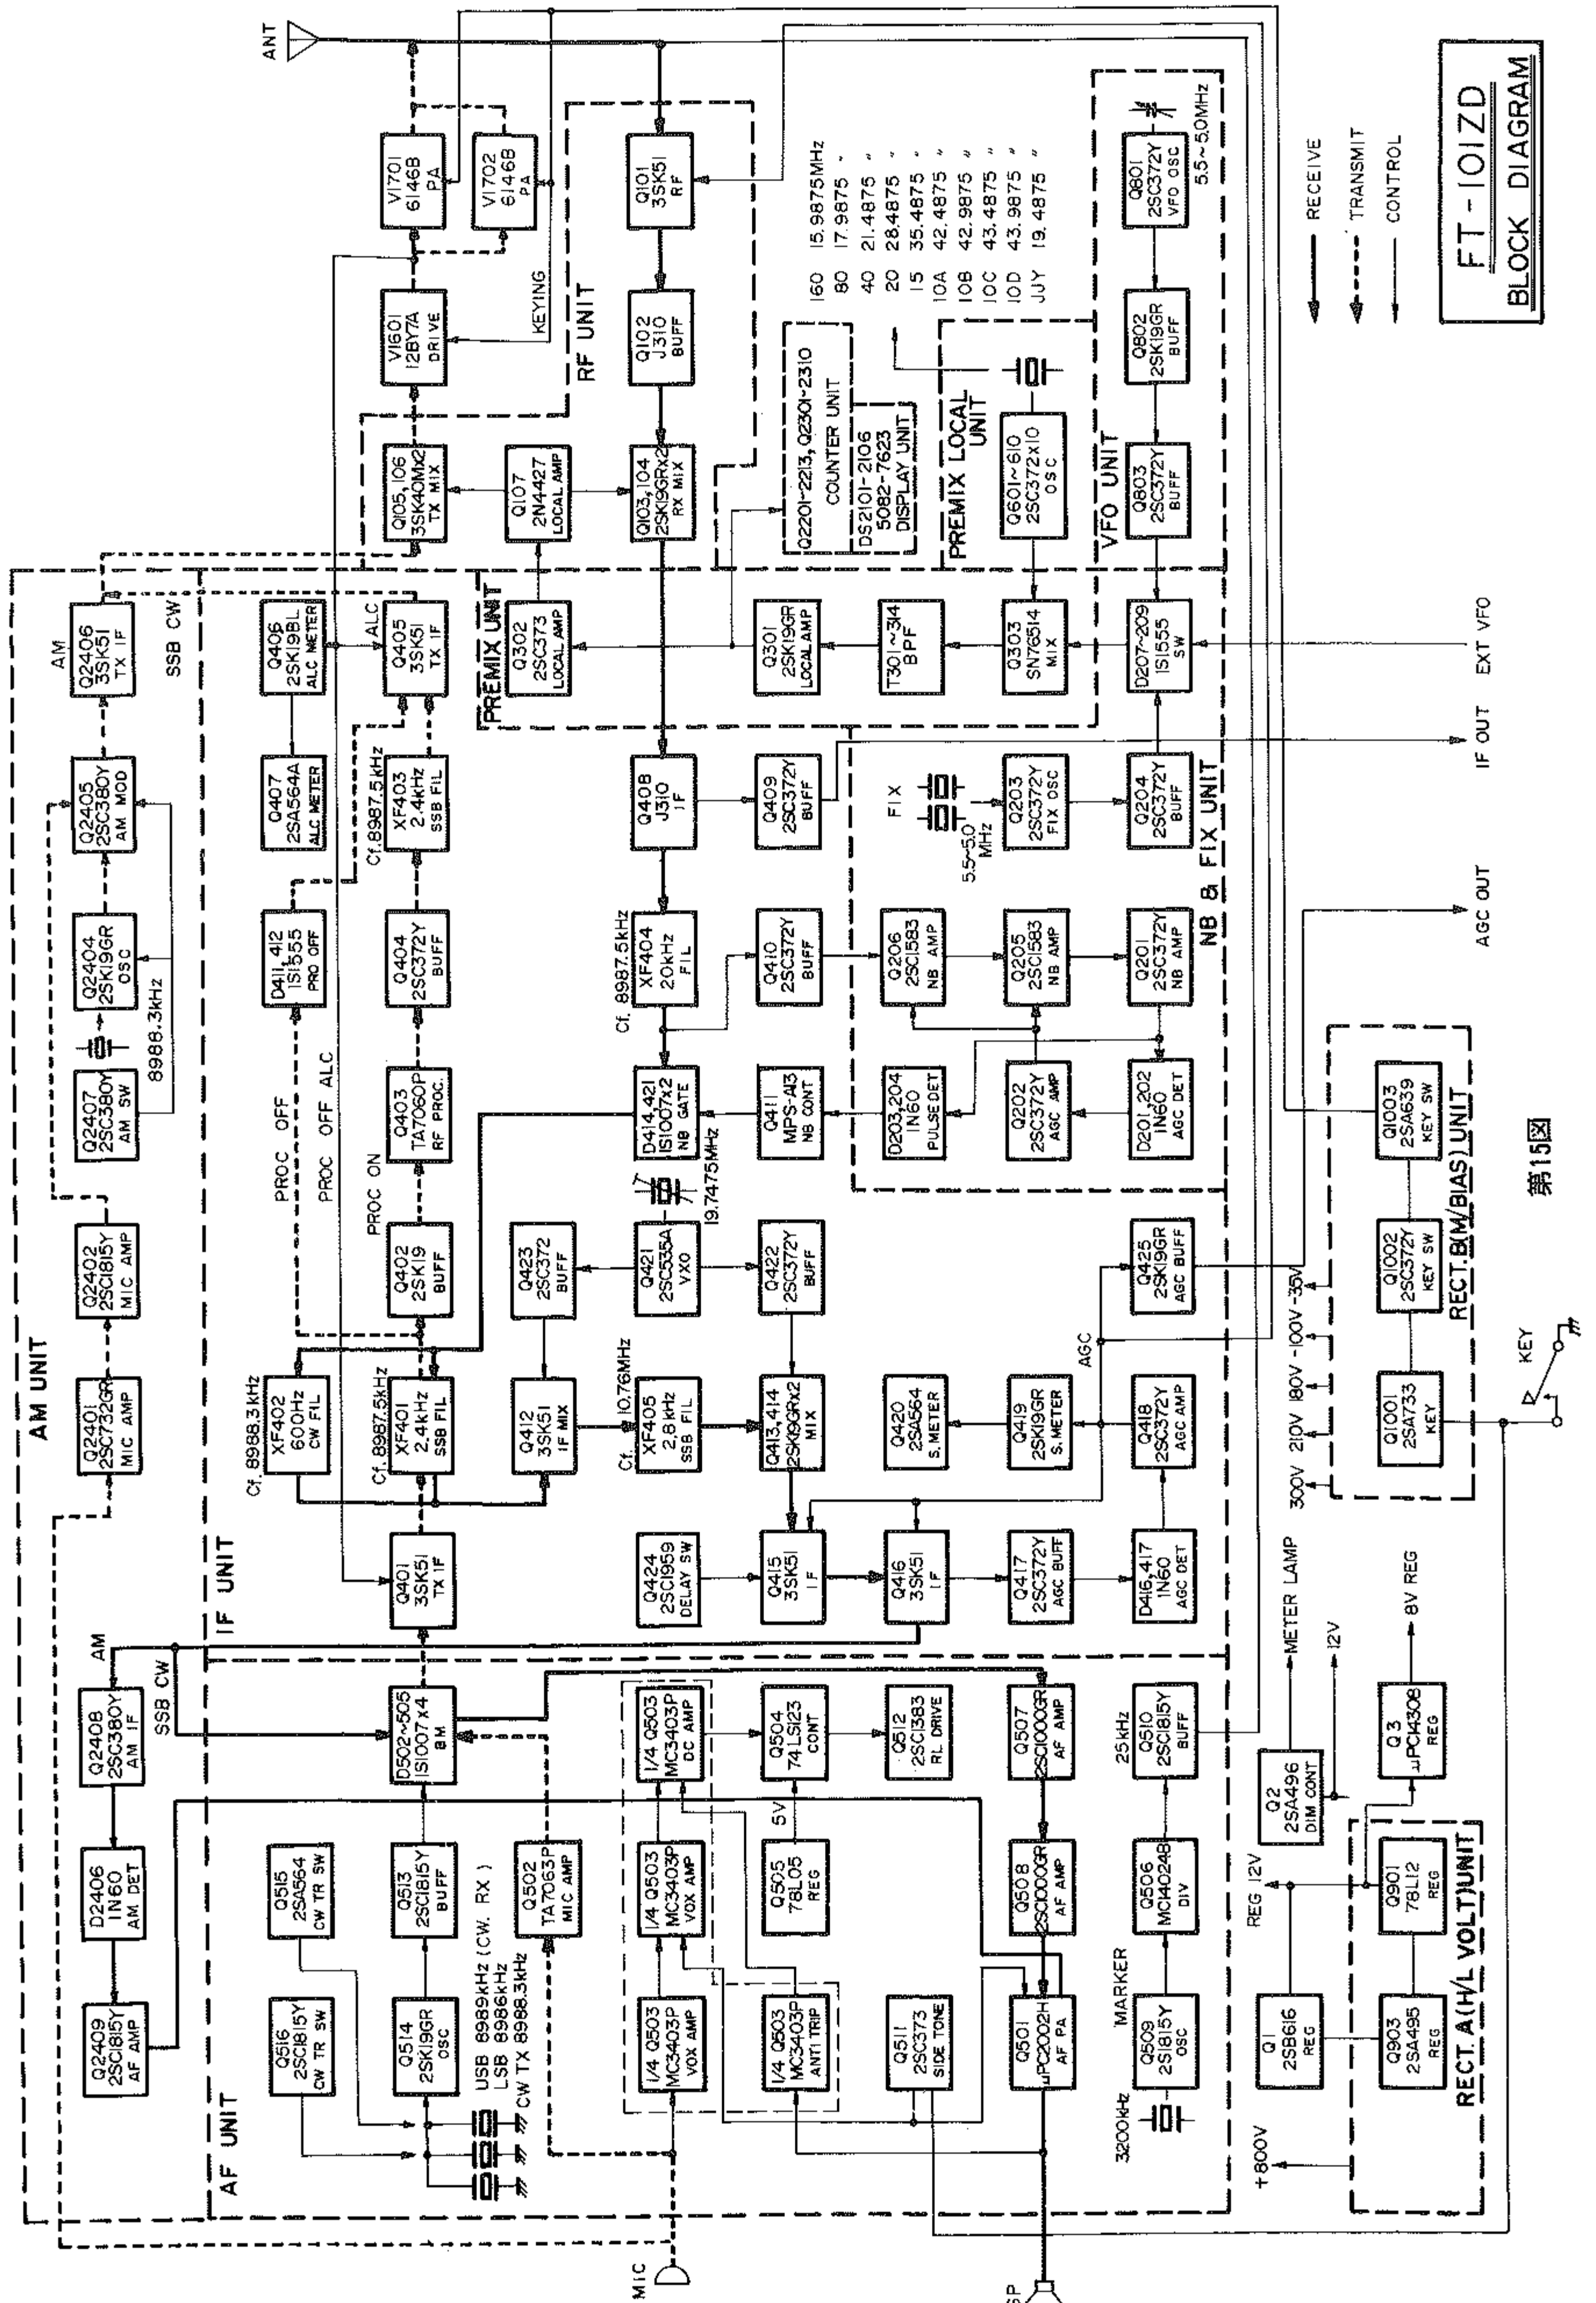 FT-101ZD
BLOCK DIAGRAM
RECEIVE
TRANSMIT
CONTROL
第15図
AM UNIT
Q2409
2SC1815Y
AF AMP
D2406
1N60
AM DET
Q2408
2SC380Y
AM IF
AM
SSB CW
Q2401
2SC732GR
MIC AMP
Q2402
2SC1815Y
MIC AMP
Q2407
2SC380Y
AM SW
8988.3kHz
Q2404
2SK19GR
OSC
Q2405
2SC380Y
AM MOD
Q2406
3SK51
TX IF
AM
SSB CW
AF UNIT
Q516
2SC1815Y
CW TR SW
Q515
2SA564
CW TR SW
Q514
2SK19GR
OSC
Q513
2SC1815Y
BUFF
D502~505
1S1007x4
B.M
USB 8989kHz (CW. RX)
LSB 8986kHz
CW TX 8988.3kHz
Q502
TA7063P
MIC AMP
MIC
1/4 Q503
MC3403P
VOX AMP
1/4 Q503
MC3403P
VOX AMP
1/4 Q503
MC3403P
DC AMP
1/4 Q503
MC3403P
ANTI TRIP
Q505
78L05
REG
5V
Q504
74LS123
CONT
Q511
2SC373
SIDE TONE
Q512
2SC1383
RL DRIVE
Q501
μPC2002H
AF PA
Q508
2SC1000GR
AF AMP
Q507
2SC1000GR
AF AMP
SP
MARKER
3200kHz
Q509
2S1815Y
OSC
Q506
MC14024B
DIV
25kHz
Q510
2SC1815Y
BUFF
IF UNIT
Q401
3SK51
TX IF
Cf. 8988.3kHz
XF402
600Hz
CW FIL
Cf. 8987.5kHz
XF401
2.4kHz
SSB FIL
PROC OFF
PROC OFF ALC
PROC ON
Q402
2SK19
BUFF
Q403
TA7060P
RF PROC.
Q404
2SC372Y
BUFF
D411,412
1S1555
PRO OFF
Cf.8987.5kHz
XF403
2.4kHz
SSB FIL
Q407
2SA564A
ALC METER
Q406
2SK19BL
ALC METER
ALC
Q405
3SK51
TX IF
Q412
3SK51
IF MIX
Q423
2SC372
BUFF
Q421
2SC535A
VXO
19.7475MHz
Q422
2SC372Y
BUFF
Cf. 10.76MHz
XF405
2.8kHz
SSB FIL
Q413,414
2SK19GRx2
MIX
Q424
2SC1959
DELAY SW
Q415
3SK51
IF
Q416
3SK51
IF
Q417
2SC372Y
AGC BUFF
D416,417
1N60
AGC DET
Q418
2SC372Y
AGC AMP
Q419
2SK19GR
S.METER
Q420
2SA564
S.METER
AGC
Q425
2SK19GR
AGC BUFF
D414,421
1S1007x2
NB GATE
Q411
MPS-A13
NB CONT
Cf. 8987.5kHz
XF404
20kHz
FIL
Q410
2SC372Y
BUFF
Q408
J310
IF
Q409
2SC372Y
BUFF
NB & FIX UNIT
D203,204
1N60
PULSE DET
Q202
2SC372Y
AGC AMP
D201,202
1N60
AGC DET
Q206
2SC1583
NB AMP
Q205
2SC1583
NB AMP
Q201
2SC372Y
NB AMP
FIX
5.5~5.0
MHz
Q203
2SC372Y
FIX OSC
Q204
2SC372Y
BUFF
D207-209
1S1555
SW
PREMIX UNIT
Q302
2SC373
LOCAL AMP
Q301
2SK19GR
LOCAL AMP
T301~314
BPF
Q303
SN76514
MIX
RF UNIT
Q105,106
3SK40Mx2
TX MIX
Q107
2N4427
LOCAL AMP
Q103,104
2SK19GRx2
RX MIX
Q102
J310
BUFF
Q101
3SK51
RF
V1601
12BY7A
DRIVE
KEYING
V1701
6146B
PA
V1702
6146B
PA
ANT
Q2201-2213, Q2301-2310
COUNTER UNIT
DS2101-2106
5082-7623
DISPLAY UNIT
PREMIX LOCAL
UNIT
Q601~610
2SC372x10
OSC
160 15.9875MHz
80 17.9875 〃
40 21.4875 〃
20 28.4875 〃
15 35.4875 〃
10A 42.4875 〃
10B 42.9875 〃
10C 43.4875 〃
10D 43.9875 〃
JJY 19.4875 〃
VFO UNIT
Q803
2SC372Y
BUFF
Q802
2SK19GR
BUFF
Q801
2SC372Y
VFO OSC
5.5~5.0MHz
EXT VFO
IF OUT
AGC OUT
RECT. A (H/L VOLT) UNIT
+800V
Q903
2SA495
REG
Q901
78L12
REG
Q1
2SB616
REG
REG 12V
Q2
2SA496
DIM CONT
METER LAMP
12V
Q3
μPC14308
REG
8V REG
RECT. B(M/BIAS) UNIT
300V 210V 180V -100V -35V
Q1001
2SA733
KEY
Q1002
2SC372Y
KEY SW
Q1003
2SA639
KEY SW
KEY